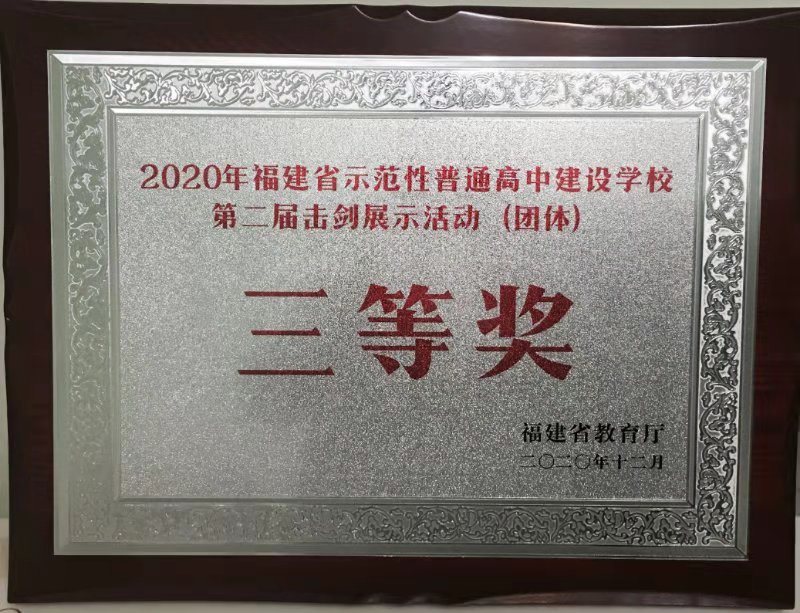 2020年福建省示范性普通高中建设学校
第二届击剑展示活动（团体）
三等奖
福建省教育厅
二〇二〇年十二月